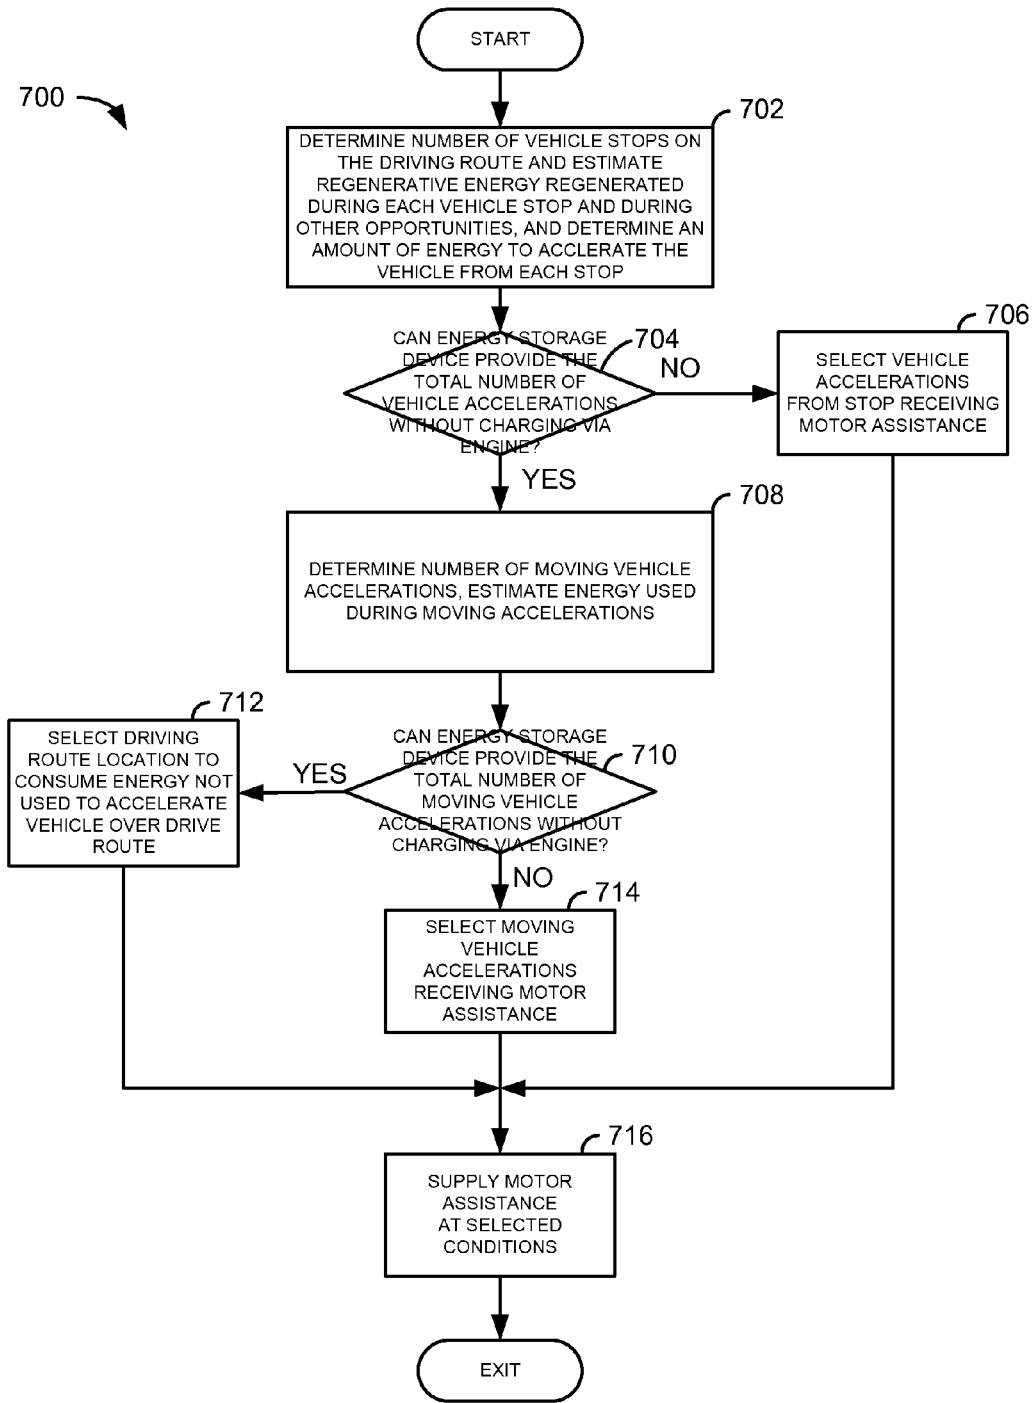 START
700
702
DETERMINE NUMBER OF VEHICLE STOPS ON
THE DRIVING ROUTE AND ESTIMATE
REGENERATIVE ENERGY REGENERATED
DURING EACH VEHICLE STOP AND DURING
OTHER OPPORTUNITIES, AND DETERMINE AN
AMOUNT OF ENERGY TO ACCLERATE THE
VEHICLE FROM EACH STOP
704
CAN ENERGY STORAGE
DEVICE PROVIDE THE
TOTAL NUMBER OF
VEHICLE ACCELERATIONS
WITHOUT CHARGING VIA
ENGINE?
NO
706
SELECT VEHICLE
ACCELERATIONS
FROM STOP RECEIVING
MOTOR ASSISTANCE
YES
708
DETERMINE NUMBER OF MOVING VEHICLE
ACCELERATIONS, ESTIMATE ENERGY USED
DURING MOVING ACCELERATIONS
712
SELECT DRIVING
ROUTE LOCATION TO
CONSUME ENERGY NOT
USED TO ACCELERATE
VEHICLE OVER DRIVE
ROUTE
YES
710
CAN ENERGY STORAGE
DEVICE PROVIDE THE
TOTAL NUMBER OF
MOVING VEHICLE
ACCELERATIONS WITHOUT
CHARGING VIA ENGINE?
NO
714
SELECT MOVING
VEHICLE
ACCELERATIONS
RECEIVING MOTOR
ASSISTANCE
716
SUPPLY MOTOR
ASSISTANCE
AT SELECTED
CONDITIONS
EXIT